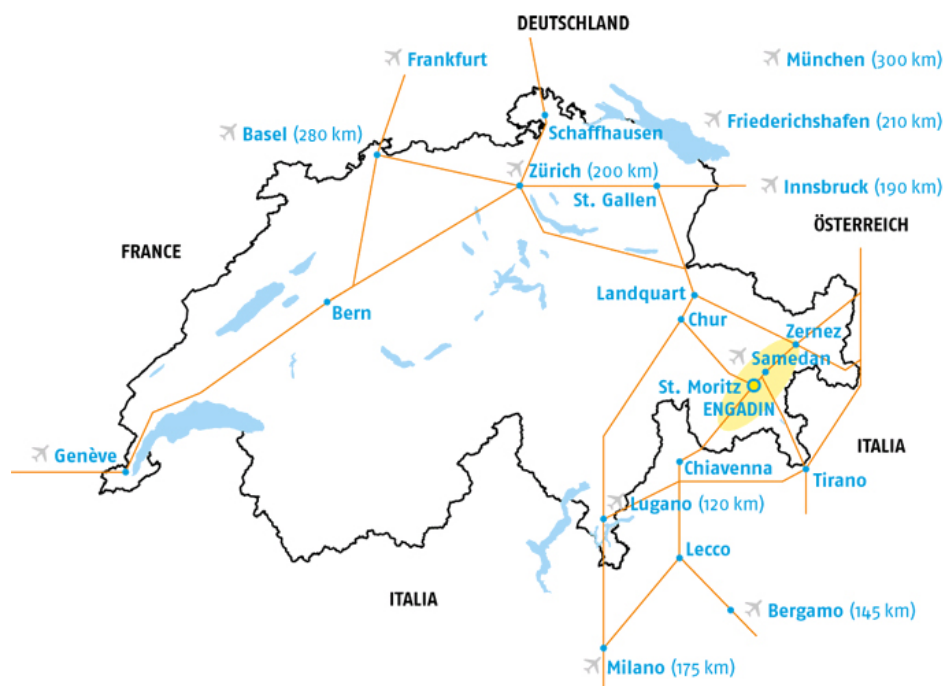 DEUTSCHLAND
Frankfurt
München (300 km)
Friederichshafen (210 km)
Basel (280 km)
Schaffhausen
Zürich (200 km)
Innsbruck (190 km)
St. Gallen
ÖSTERREICH
FRANCE
Landquart
Bern
Chur
Zernez
Samedan
St. Moritz
ENGADIN
ITALIA
Genève
Chiavenna
Tirano
Lugano (120 km)
Lecco
ITALIA
Bergamo (145 km)
Milano (175 km)